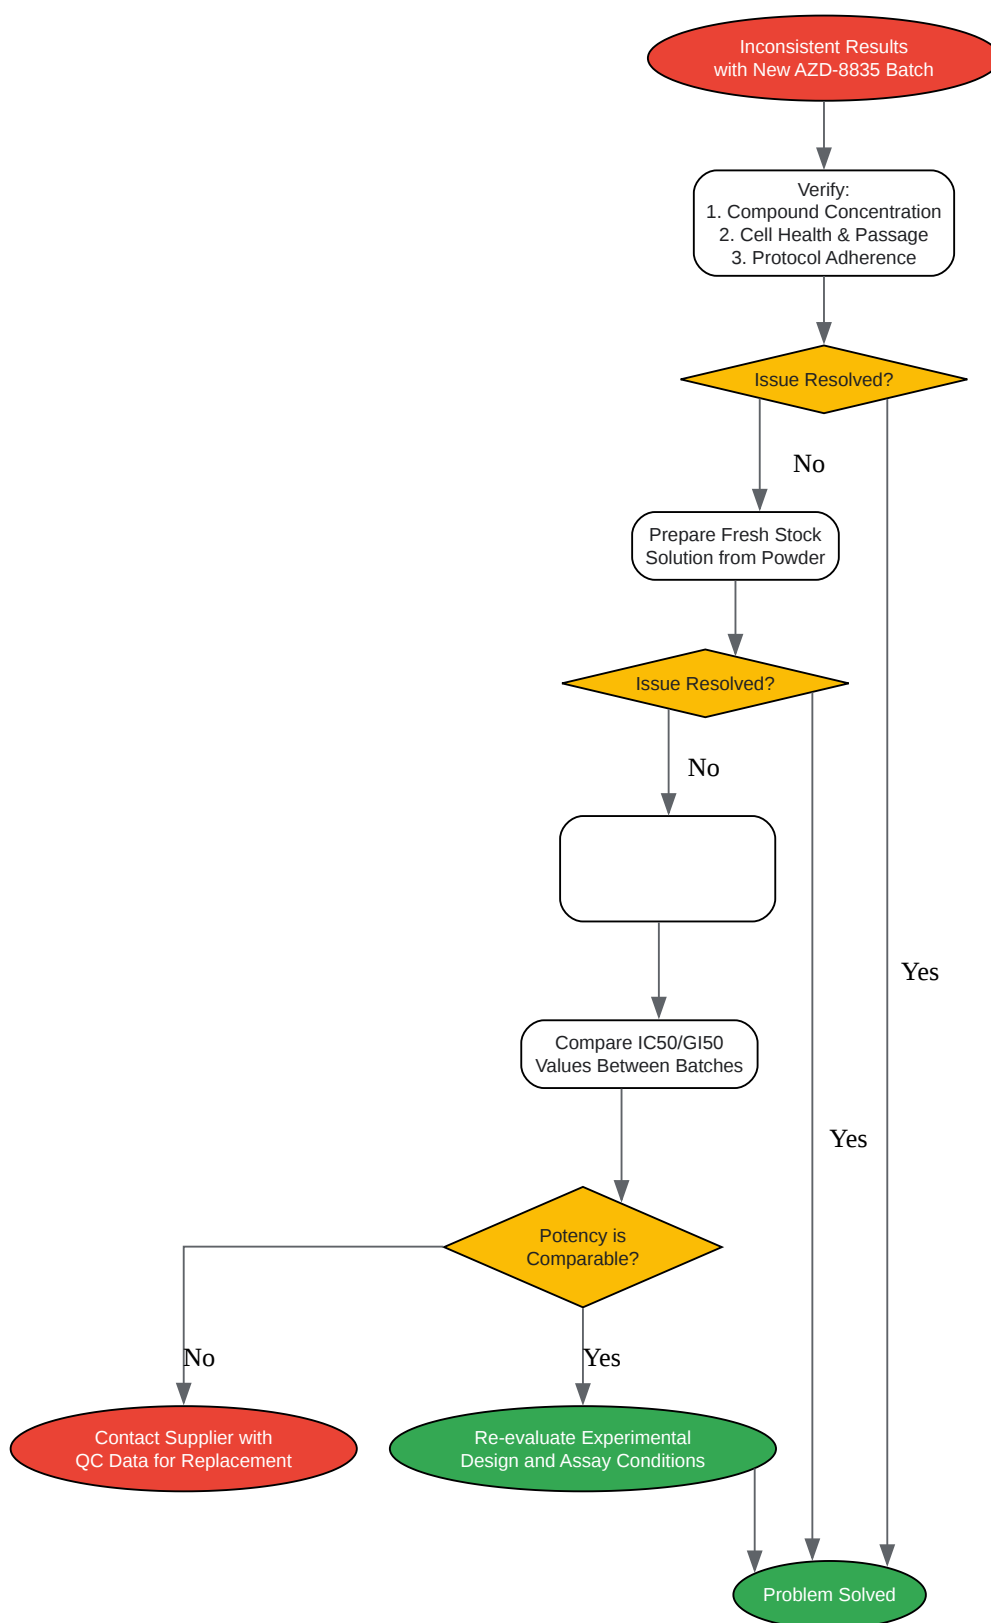 Inconsistent Results
with New AZD-8835 Batch
Verify:
1. Compound Concentration
2. Cell Health & Passage
3. Protocol Adherence
Issue Resolved?
No
Prepare Fresh Stock
Solution from Powder
Issue Resolved?
No
Yes
Compare IC50/GI50
Values Between Batches
Yes
Potency is
Comparable?
No
Yes
Contact Supplier with
QC Data for Replacement
Re-evaluate Experimental
Design and Assay Conditions
Problem Solved